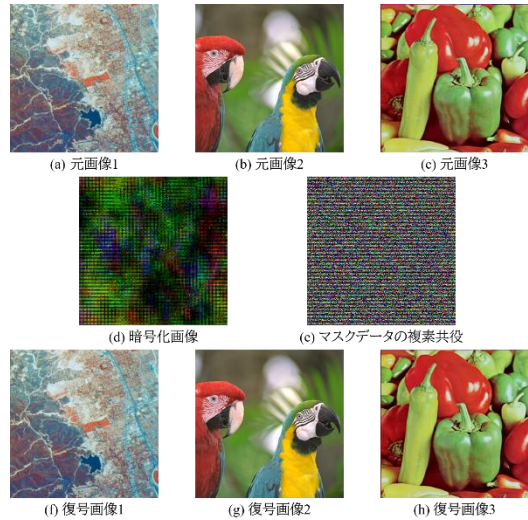 (a) 元画像1
(b) 元画像2
(c) 元画像3
(d) 暗号化画像
(e) マスクデータの複素共役
(f) 復号画像1
(g) 復号画像2
(h) 復号画像3